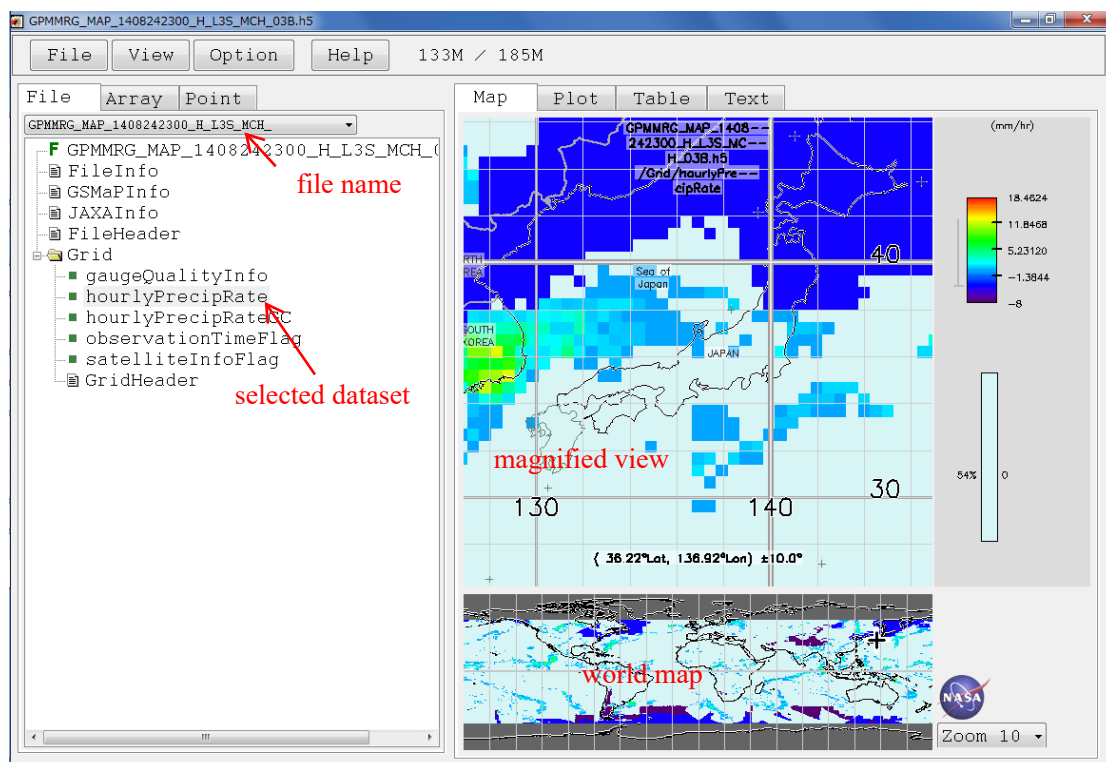 GPMMRG_MAP_1408242300_H_L3S_MCH_03B.h5
File View Option Help 133M / 185M
File Array Point
GPMMRG_MAP_1408242300_H_L3S_MCH_
F GPMMRG_MAP_1408242300_H_L3S_MCH_(
file name
FileInfo
GSMaPInfo
JAXAInfo
FileHeader
Grid
gaugeQualityInfo
hourlyPrecipRate
hourlyPrecipRateGC
observationTimeFlag
satelliteInfoFlag
GridHeader
selected dataset
Map Plot Table Text
GPMMRG_MAP_1408--
242300_H_L3S_MC--
H_03B.h5
/Grid/hourlyPre--
cipRate
40
RTH
REA
Sea of
Japan
SOUTH
KOREA
JAPAN
magnified view
30
130 140
( 36.22°Lat, 136.92°Lon) ±10.0°
(mm/hr)
18.4624
11.8468
5.23120
-1.3844
-8
54% 0
world map
NASA
Zoom 10